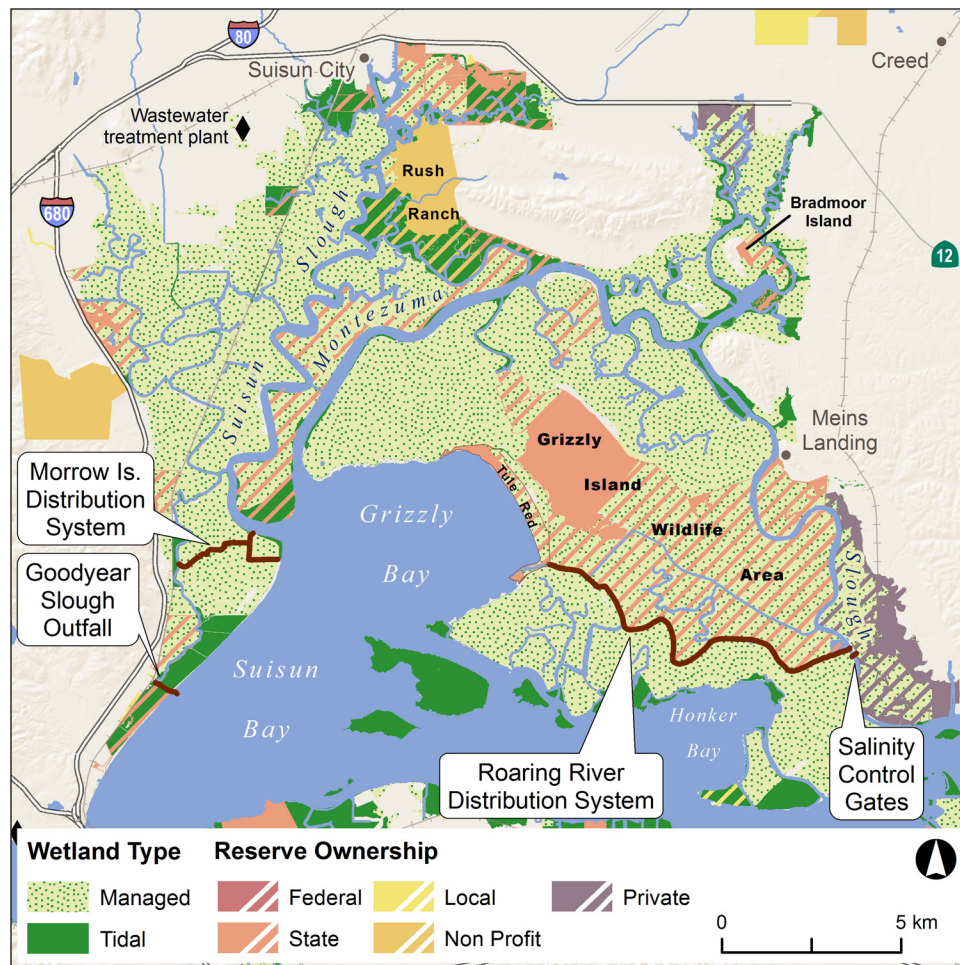 80
Suisun City
Creed
Wastewater
treatment plant
Rush
Ranch
680
Bradmoor
Island
12
Suisun Slough
Montezuma
Slough
Meins
Landing
Grizzly
Island
Wildlife
Area
Tule Red
Morrow Is.
Distribution
System
Grizzly
Bay
Goodyear
Slough
Outfall
Suisun
Bay
Honker
Bay
Roaring River
Distribution System
Salinity
Control
Gates
Wetland Type
Managed
Tidal
Reserve Ownership
Federal
State
Local
Non Profit
Private
0
5 km